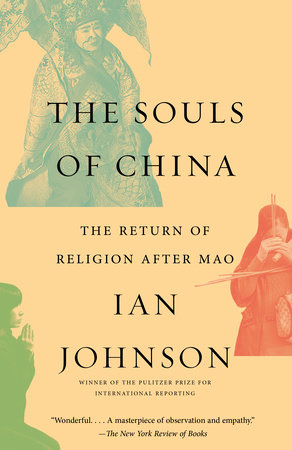 THE SOULS
OF CHINA
THE RETURN OF
RELIGION AFTER MAO
IAN
JOHNSON
WINNER OF THE PULITZER PRIZE FOR
INTERNATIONAL REPORTING
“Wonderful. . . . A masterpiece of observation and empathy.”
—The New York Review of Books